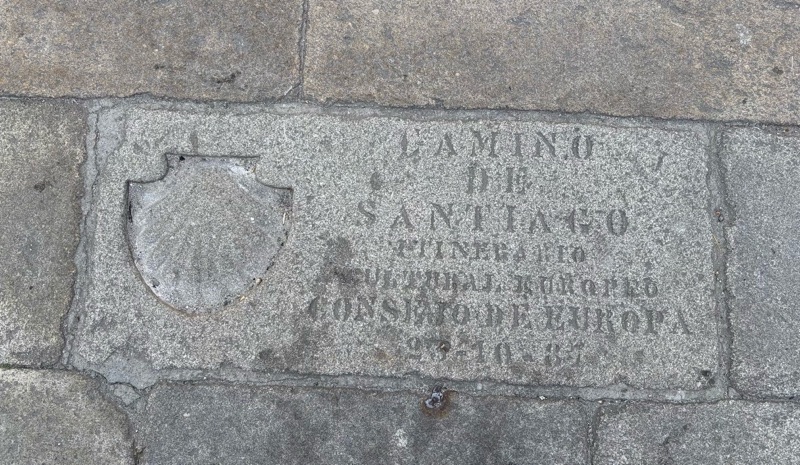 CAMINO
DE
SANTIAGO
ITINERARIO
CULTURAL EUROPEO
CONSEJO DE EUROPA
23-10-87